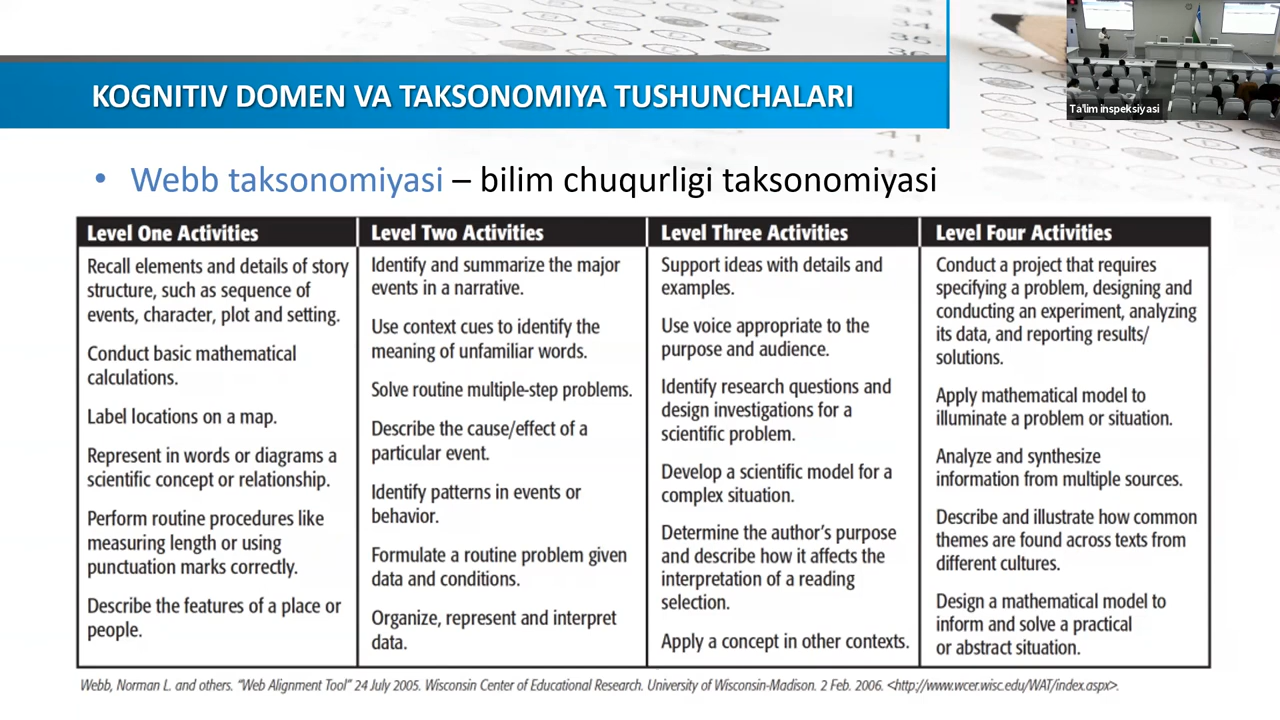 KOGNITIV DOMEN VA TAKSONOMIYA TUSHUNCHALARI
Ta'lim inspeksiyasi
• Webb taksonomiyasi – bilim chuqurligi taksonomiyasi
Level One Activities
Recall elements and details of story
structure, such as sequence of
events, character, plot and setting.
Conduct basic mathematical
calculations.
Label locations on a map.
Represent in words or diagrams a
scientific concept or relationship.
Perform routine procedures like
measuring length or using
punctuation marks correctly.
Describe the features of a place or
people.
Level Two Activities
Identify and summarize the major
events in a narrative.
Use context cues to identify the
meaning of unfamiliar words.
Solve routine multiple-step problems.
Describe the cause/effect of a
particular event.
Identify patterns in events or
behavior.
Formulate a routine problem given
data and conditions.
Organize, represent and interpret
data.
Level Three Activities
Support ideas with details and
examples.
Use voice appropriate to the
purpose and audience.
Identify research questions and
design investigations for a
scientific problem.
Develop a scientific model for a
complex situation.
Determine the author's purpose
and describe how it affects the
interpretation of a reading
selection.
Apply a concept in other contexts.
Level Four Activities
Conduct a project that requires
specifying a problem, designing and
conducting an experiment, analyzing
its data, and reporting results/
solutions.
Apply mathematical model to
illuminate a problem or situation.
Analyze and synthesize
information from multiple sources.
Describe and illustrate how common
themes are found across texts from
different cultures.
Design a mathematical model to
inform and solve a practical
or abstract situation.
Webb, Norman L. and others. "Web Alignment Tool" 24 July 2005. Wisconsin Center of Educational Research. University of Wisconsin-Madison. 2 Feb. 2006. <http://www.wcer.wisc.edu/WAT/index.aspx>.